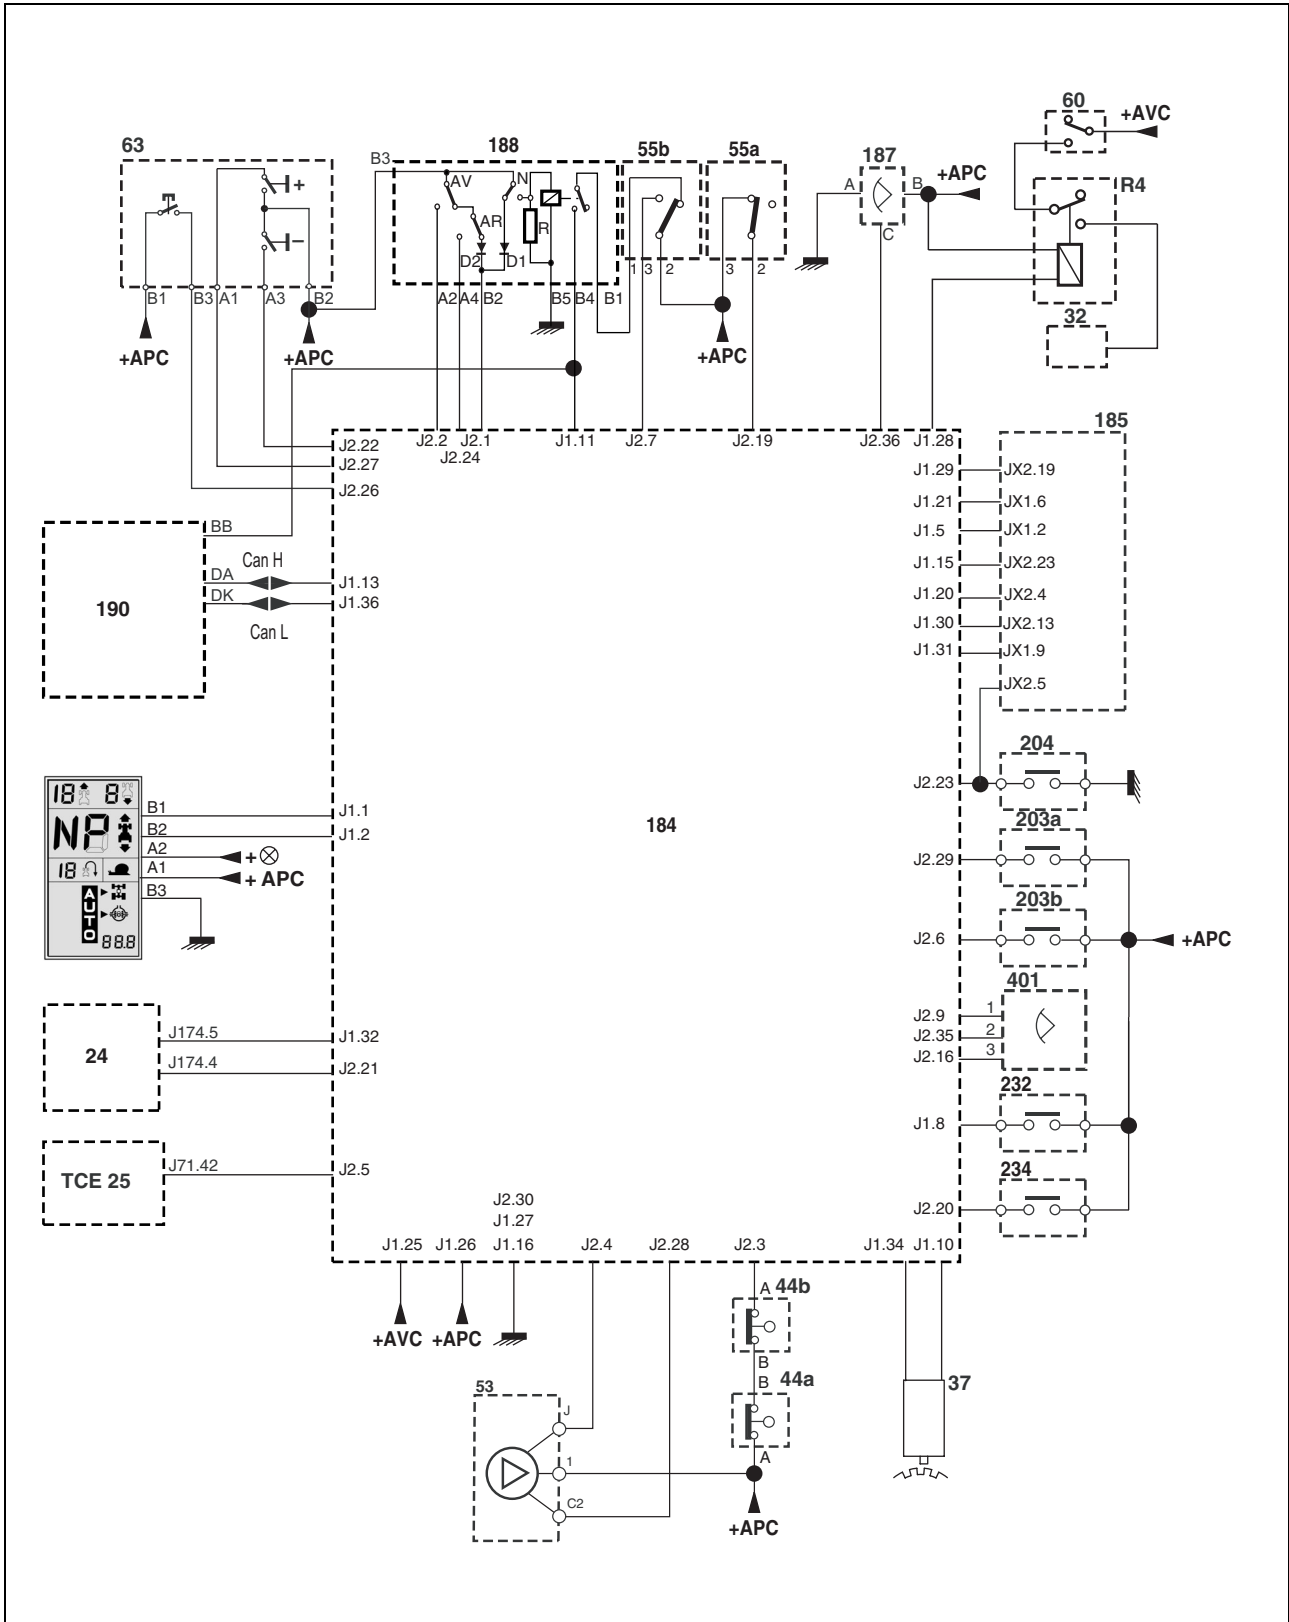 60
+AVC
63
188
55b
55a
187
+APC
R4
B3
AV
N
+
AR
R
A
B
–
D2
D1
C
1 3 2
3 2
B1 B3 A1 A3 B2
A2 A4 B2 B5 B4 B1
32
+APC
+APC
+APC
185
J2.22
J2.2
J2.1
J1.11
J2.7
J2.19
J2.36
J1.28
J2.24
J2.27
J2.26
J1.29
JX2.19
J1.21
JX1.6
J1.5
JX1.2
J1.15
JX2.23
J1.20
JX2.4
J1.30
JX2.13
J1.31
JX1.9
JX2.5
BB
Can H
DA
J1.13
190
DK
J1.36
Can L
204
J2.23
18 8
B1
J1.1
NP
B2
J1.2
A2
+
18
A1
+ APC
AUTO
B3
88.8
184
203a
J2.29
203b
J2.6
+APC
401
J2.9
1
J2.35
2
J2.16
3
24
J174.5
J1.32
J174.4
J2.21
232
J1.8
TCE 25
J71.42
J2.5
234
J2.20
J2.30
J1.27
J1.25
J1.26
J1.16
J2.4
J2.28
J2.3
J1.34
J1.10
+AVC
+APC
A
44b
B
B
44a
A
53
J
1
C2
37
+APC